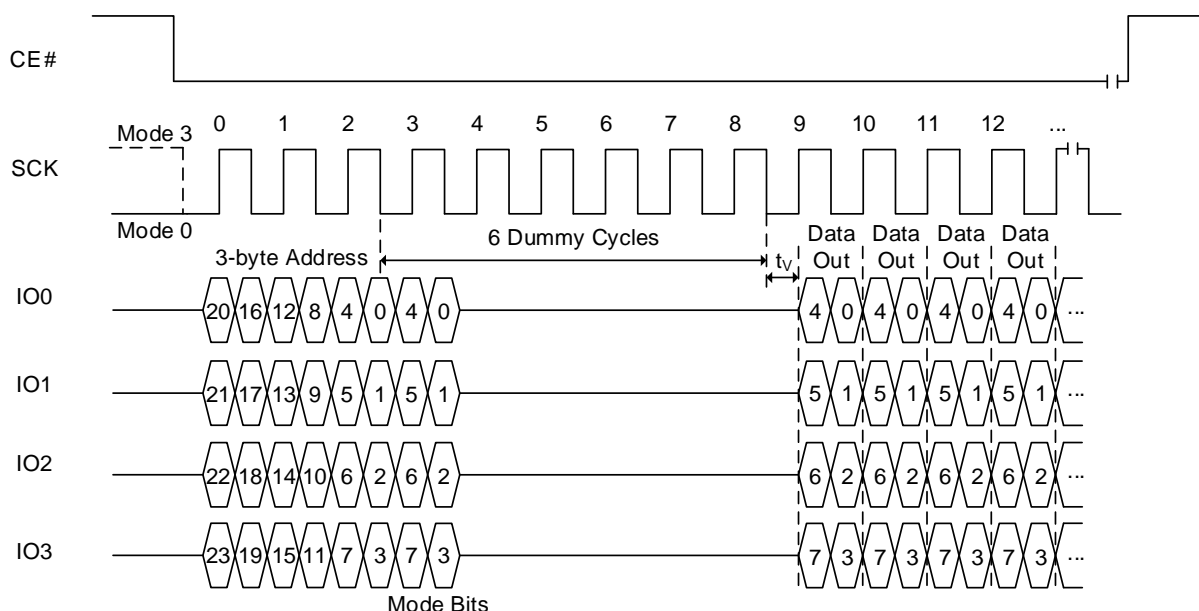 CE#
Mode 3
0 1 2 3 4 5 6 7 8 9 10 11 12 ...
SCK
Mode 0
3-byte Address
6 Dummy Cycles
tV
Data Out
Data Out
Data Out
Data Out
IO0 20 16 12 8 4 0 4 0 4 0 4 0 4 0 4 0 ...
IO1 21 17 13 9 5 1 5 1 5 1 5 1 5 1 5 1 ...
IO2 22 18 14 10 6 2 6 2 6 2 6 2 6 2 6 2 ...
IO3 23 19 15 11 7 3 7 3 7 3 7 3 7 3 7 3 ...
Mode Bits